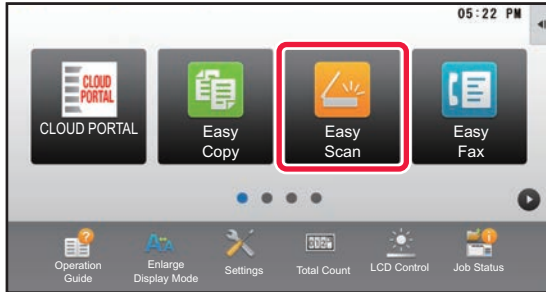 05:22 PM
CLOUD
PORTAL
CLOUD PORTAL
Easy
Copy
Easy
Scan
Easy
Fax
Operation
Guide
Enlarge
Display Mode
Settings
Total Count
LCD Control
Job Status